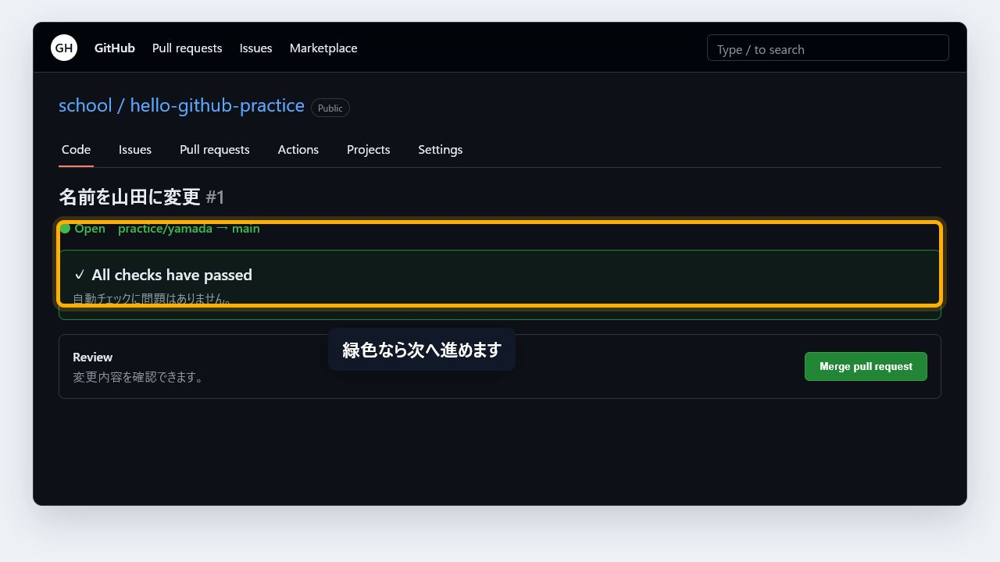 GH GitHub Pull requests Issues Marketplace Type / to search
school / hello-github-practice Public
Code Issues Pull requests Actions Projects Settings
名前を山田に変更 #1
Open practice/yamada → main
✓ All checks have passed
自動チェックに問題はありません。
緑色なら次へ進めます
Review
変更内容を確認できます。
Merge pull request